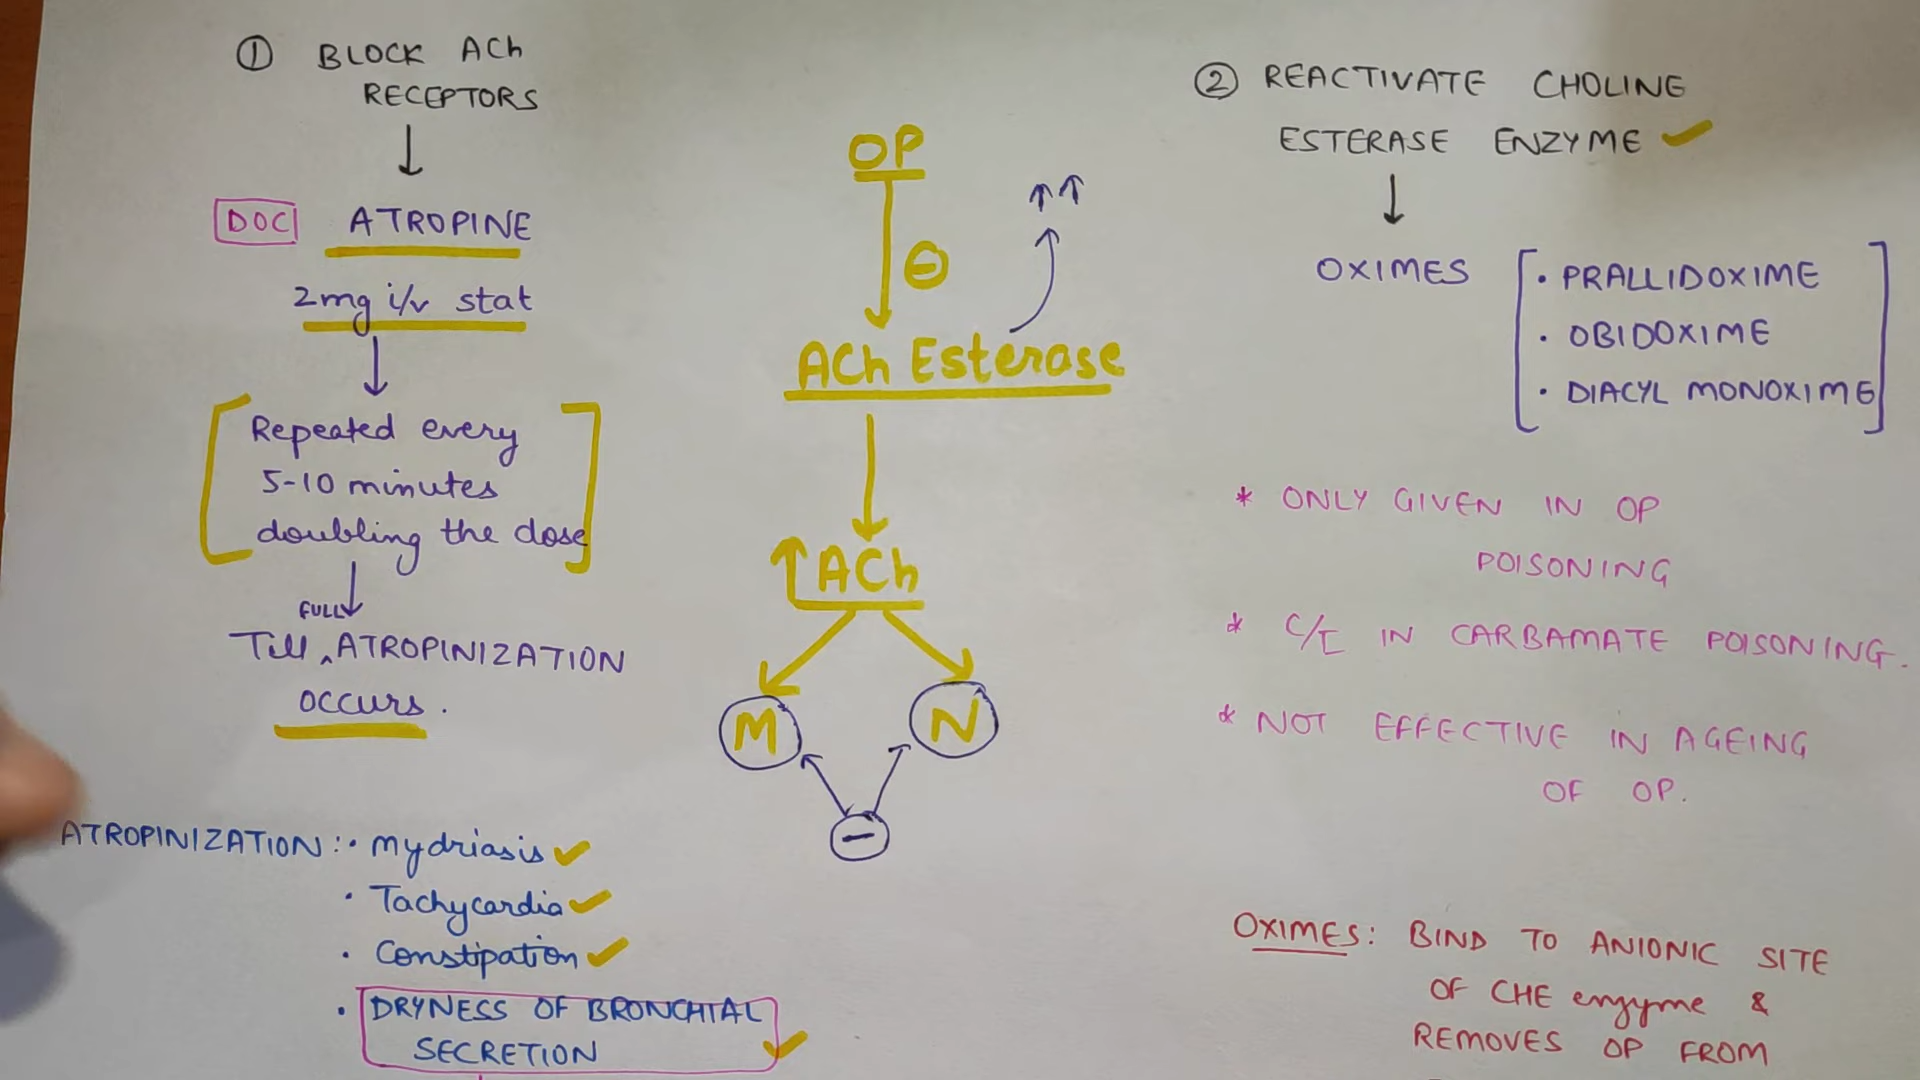 ① BLOCK ACh
RECEPTORS
↓
DOC ATROPINE
2mg i/v stat
↓
Repeated every
5-10 minutes
doubling the dose
↓
FULL
Till ^ ATROPINIZATION
OCCURS.
ATROPINIZATION :· Mydriasis ✓
· Tachycardia ✓
· Constipation ✓
· DRYNESS OF BRONCHIAL
SECRETION ✓
OP
⊖
↑↑
ACh Esterase
↑ ACh
M N
⊖
② REACTIVATE CHOLINE
ESTERASE ENZYME ✓
↓
OXIMES
· PRALLIDOXIME
· OBIDOXIME
· DIACYL MONOXIME
* ONLY GIVEN IN OP
POISONING
* C/I IN CARBAMATE POISONING.
* NOT EFFECTIVE IN AGEING
OF OP.
OXIMES: BIND TO ANIONIC SITE
OF CHE enzyme &
REMOVES OP FROM